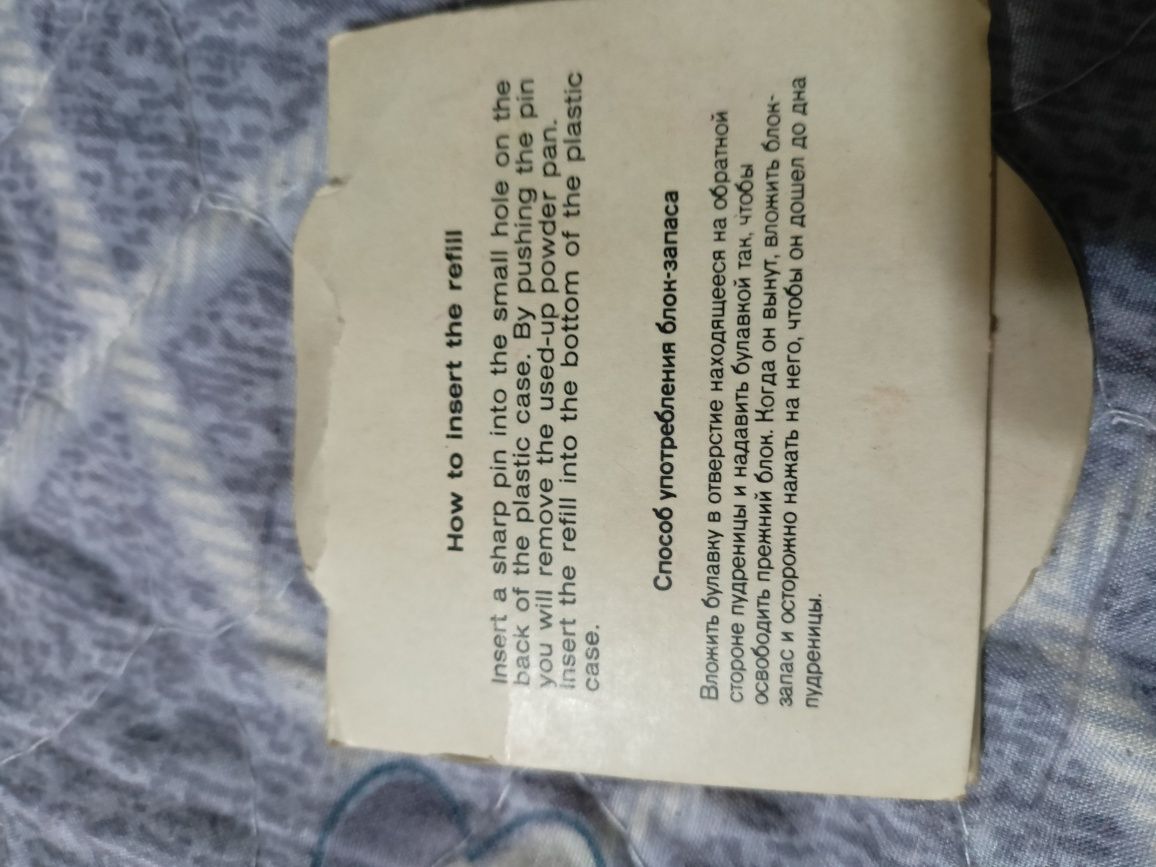 How to insert the refill
Insert a sharp pin into the small hole on the
back of the plastic case. By pushing the pin
you will remove the used-up powder pan.
Insert the refill into the bottom of the plastic
case.
Способ употребления блок-запаса
Вложить булавку в отверстие находящееся на обратной
стороне пудреницы и надавить булавкой так, чтобы
освободить прежний блок. Когда он вынут, вложить блок-
запас и осторожно нажать на него, чтобы он дошел до дна
пудреницы.